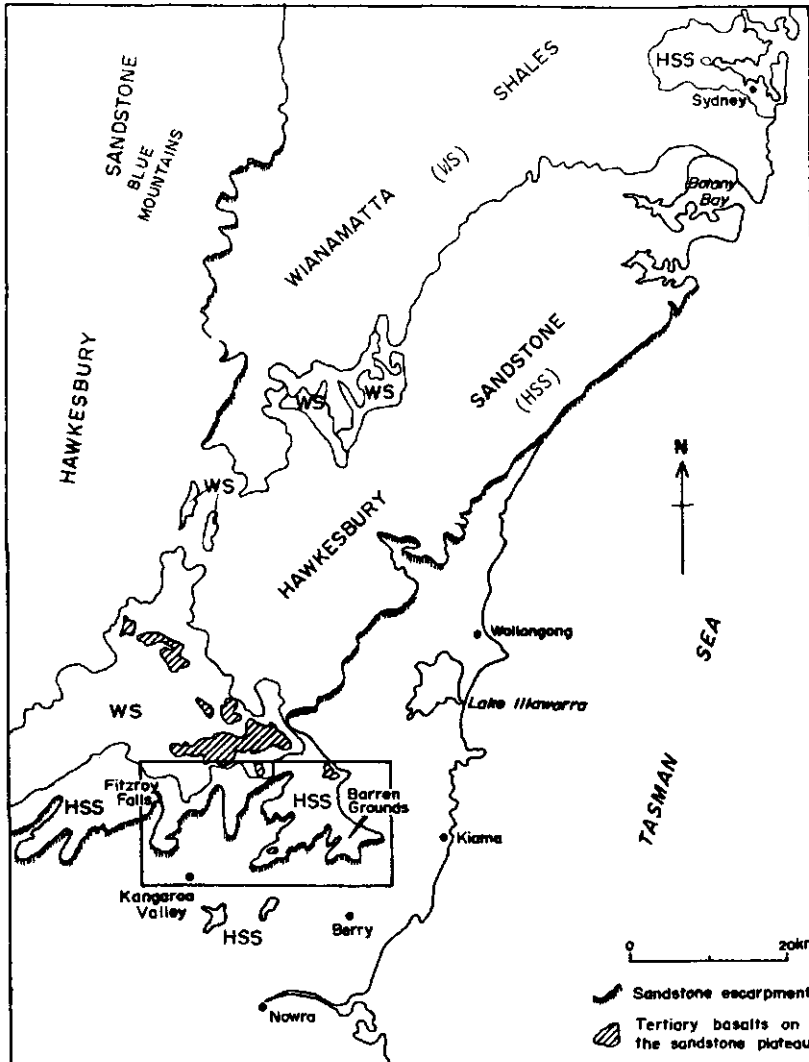 SANDSTONE
BLUE
MOUNTAINS
SHALES
HSS
Sydney
(WS)
Botany
Bay
WIANAMATTA
SANDSTONE
(HSS)
HAWKESBURY
WS
WS
WS
N
HAWKESBURY
Wollongong
SEA
Lake Illawarra
WS
TASMAN
Fitzroy
Falls
HSS
HSS
Barren
Grounds
Kiama
Kangaroo
Valley
HSS
Berry
0 20km
Nowra
Sandstone escarpment
Tertiary basalts on
the sandstone plateau